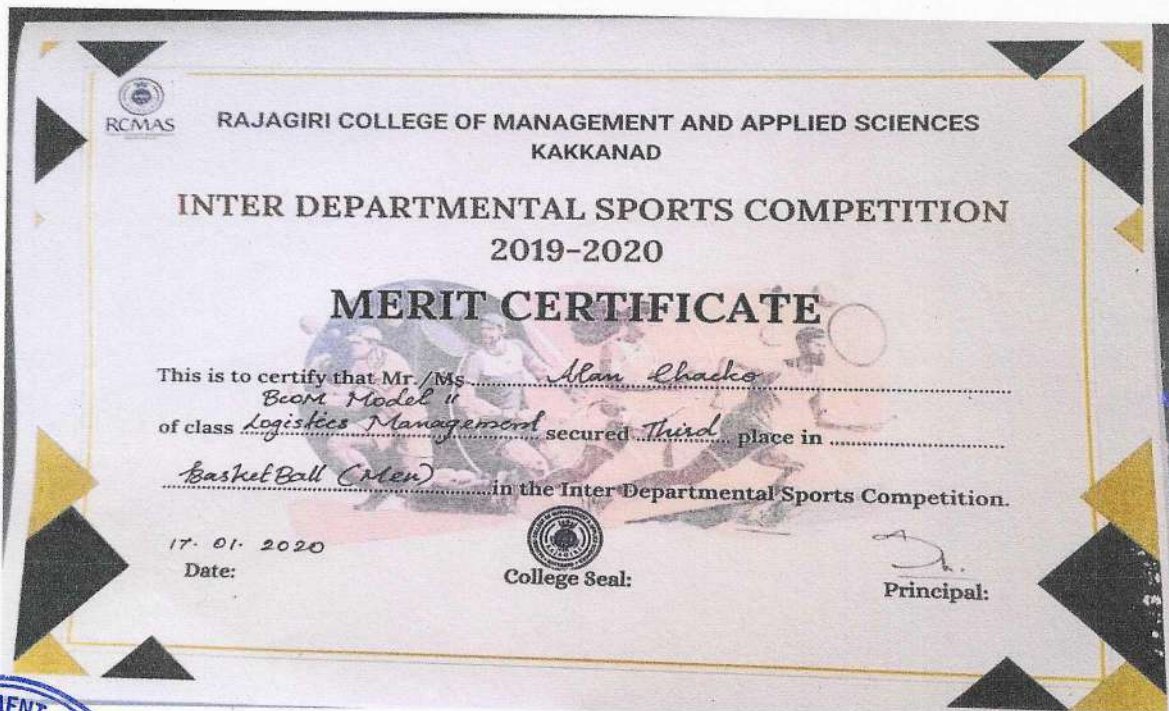 RCMAS
RAJAGIRI COLLEGE OF MANAGEMENT AND APPLIED SCIENCES
KAKKANAD
INTER DEPARTMENTAL SPORTS COMPETITION
2019-2020
MERIT CERTIFICATE
This is to certify that Mr./Ms Alan Chacko
BCOM Model II
of class Logistics Management secured Third place in
BasketBall (Men) in the Inter Departmental Sports Competition.
17. 01. 2020
Date:
College Seal:
Principal:
MENT